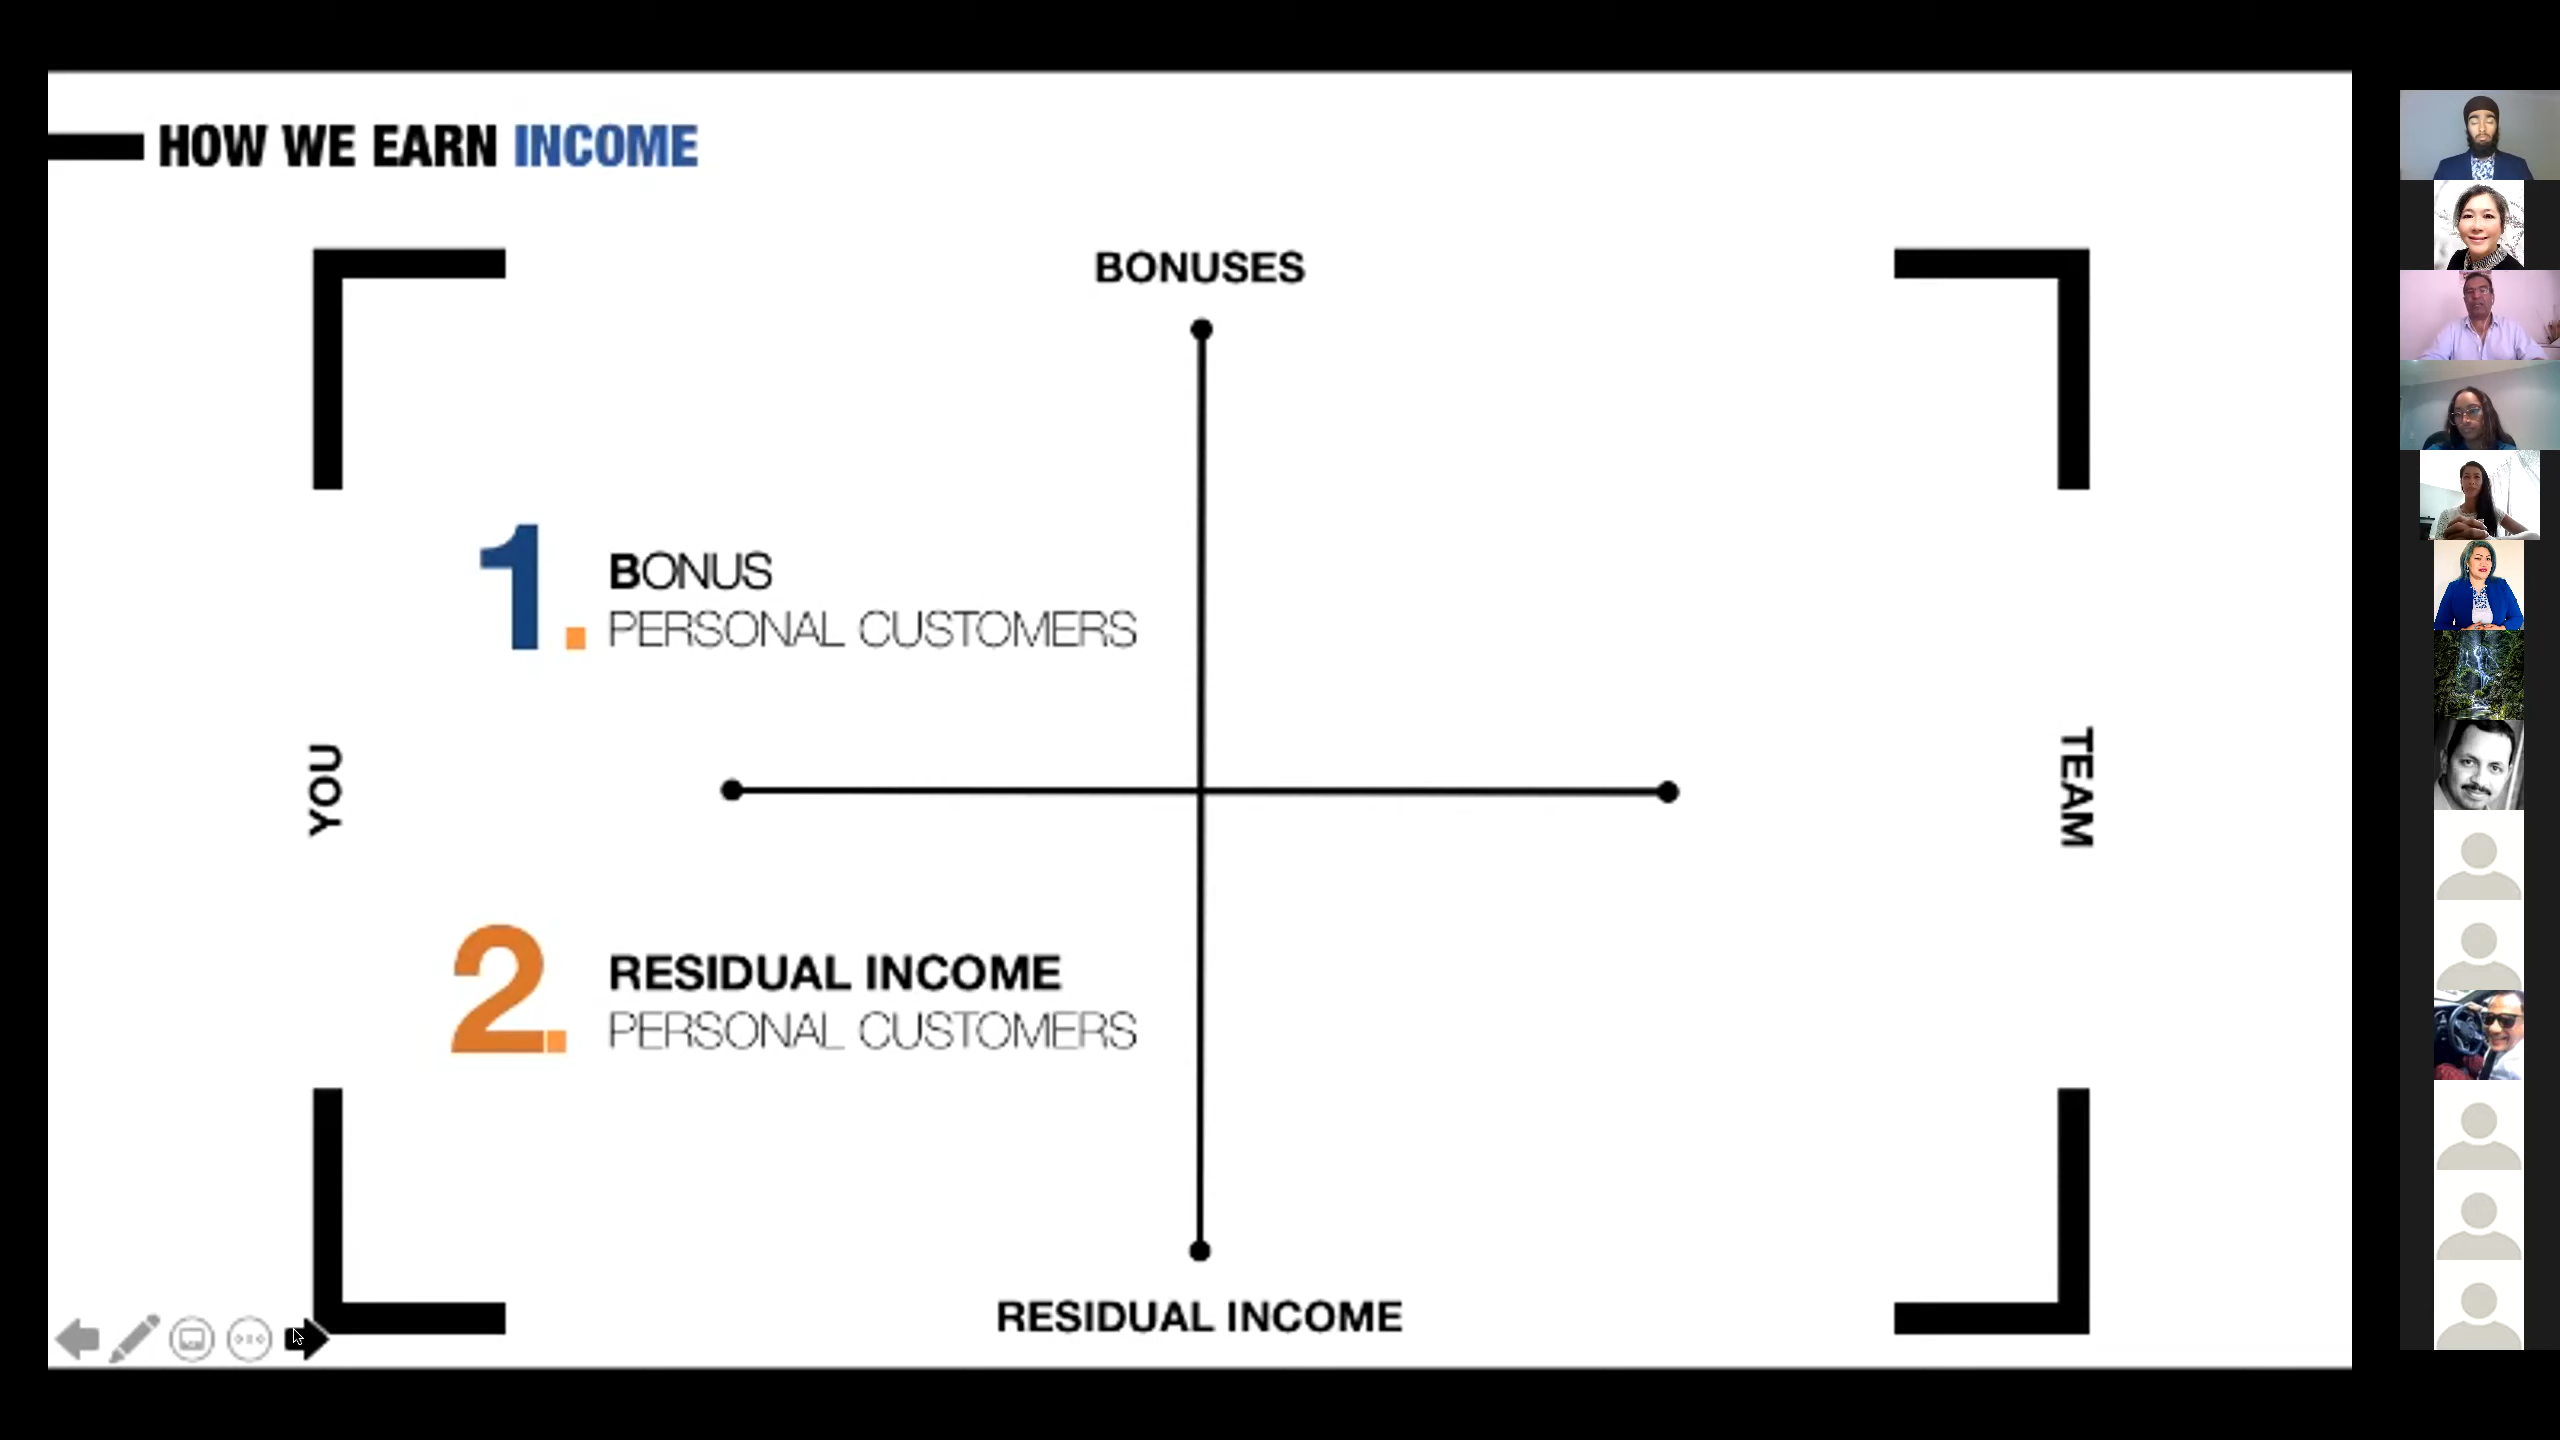 HOW WE EARN INCOME
BONUSES
1. BONUS
PERSONAL CUSTOMERS
YOU
TEAM
2. RESIDUAL INCOME
PERSONAL CUSTOMERS
RESIDUAL INCOME